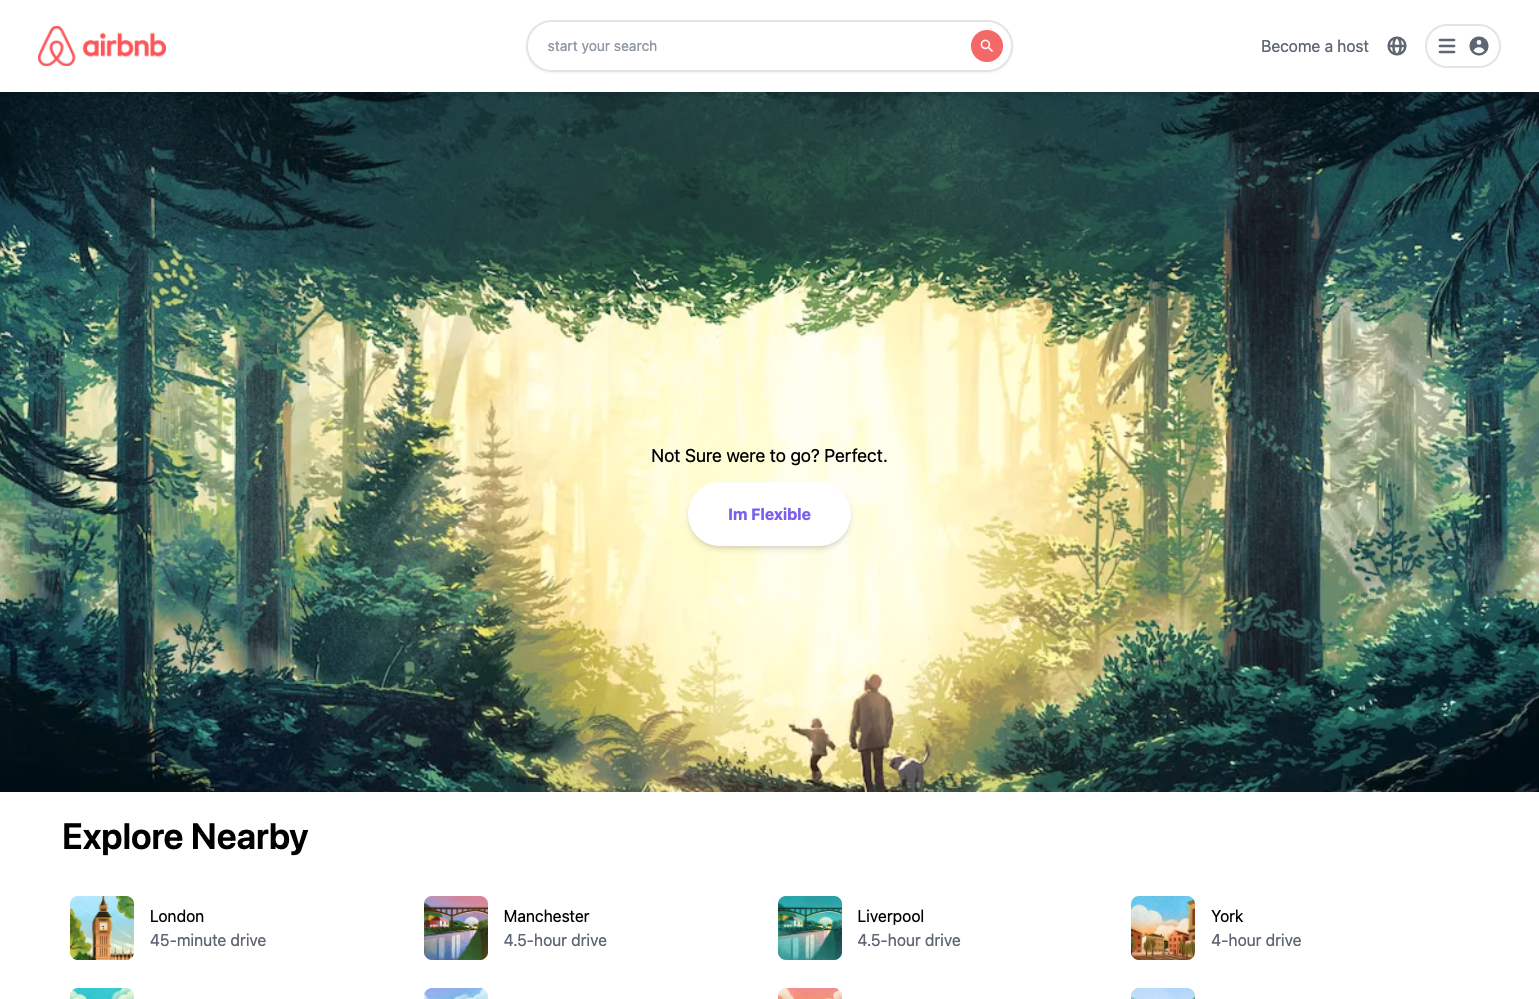 airbnb
start your search
Become a host
Not Sure were to go? Perfect.
Im Flexible
Explore Nearby
London
45-minute drive
Manchester
4.5-hour drive
Liverpool
4.5-hour drive
York
4-hour drive